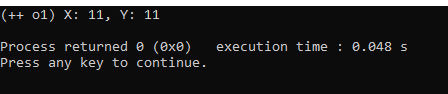 (++ o1) X: 11, Y: 11
Process returned 0 (0x0)   execution time : 0.048 s
Press any key to continue.